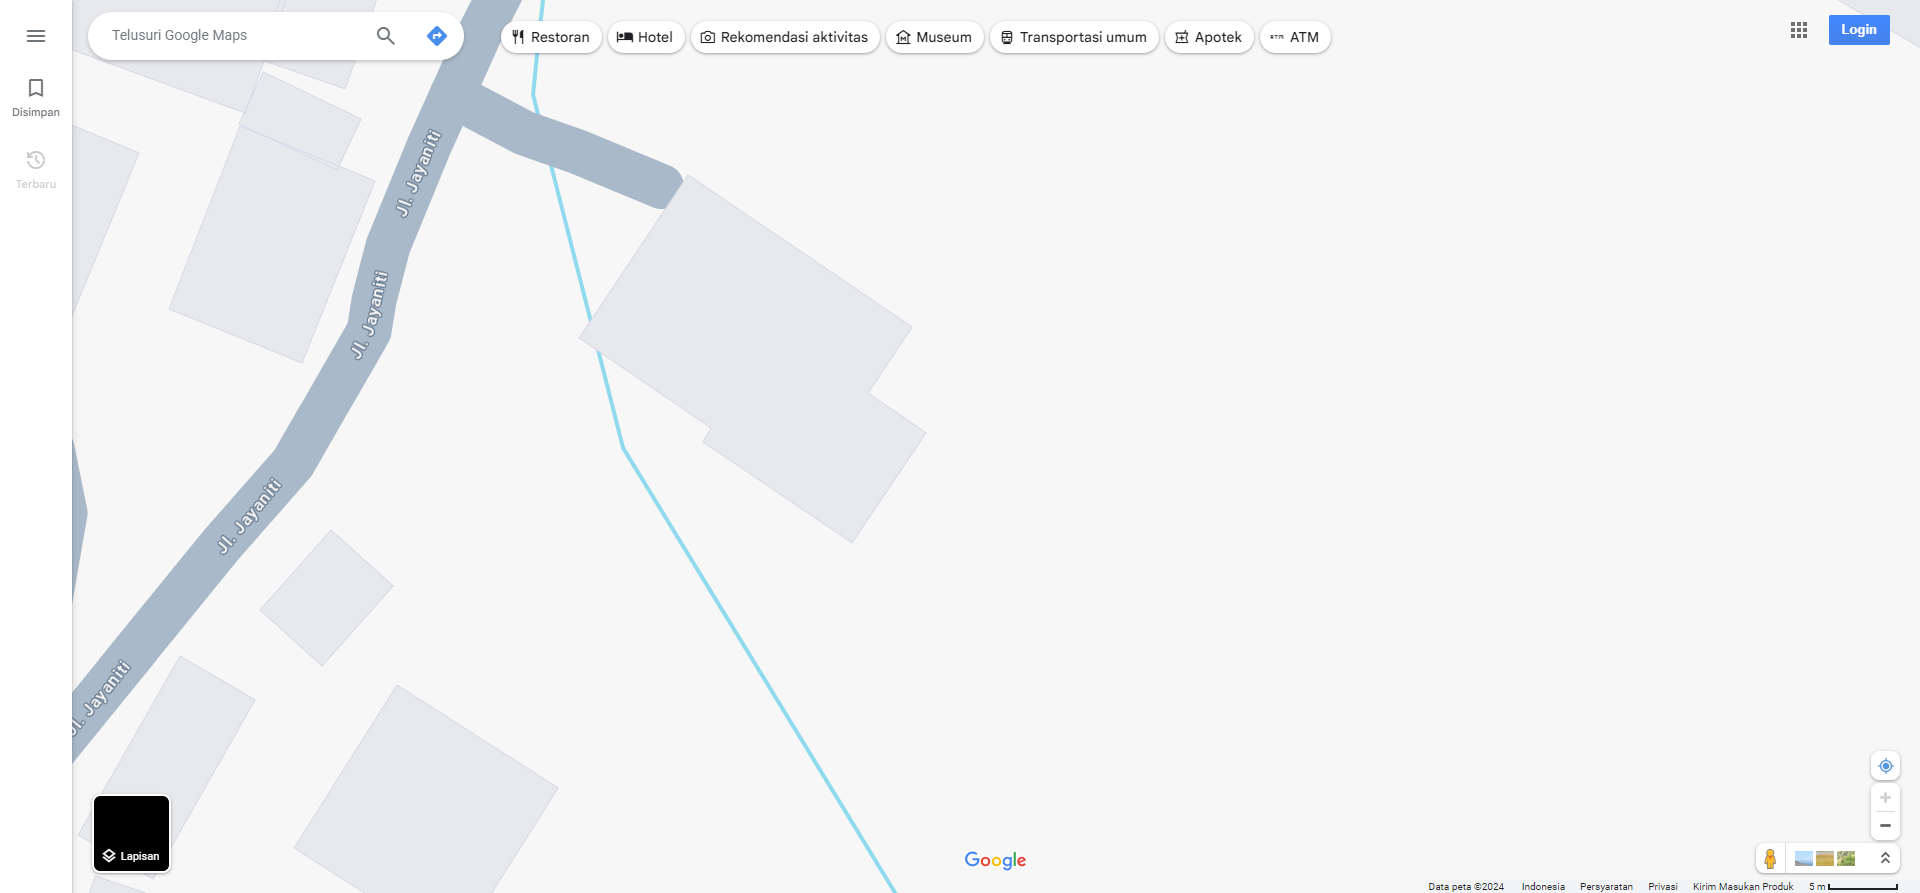 Telusuri Google Maps
Restoran
Hotel
Rekomendasi aktivitas
Museum
Transportasi umum
Apotek
ATM
ATM
Login
Disimpan
Terbaru
Jl. Jayaniti
Jl. Jayaniti
Jl. Jayaniti
Jl. Jayaniti
Lapisan
Google
Data peta ©2024 Indonesia Persyaratan Privasi Kirim Masukan Produk 5 m